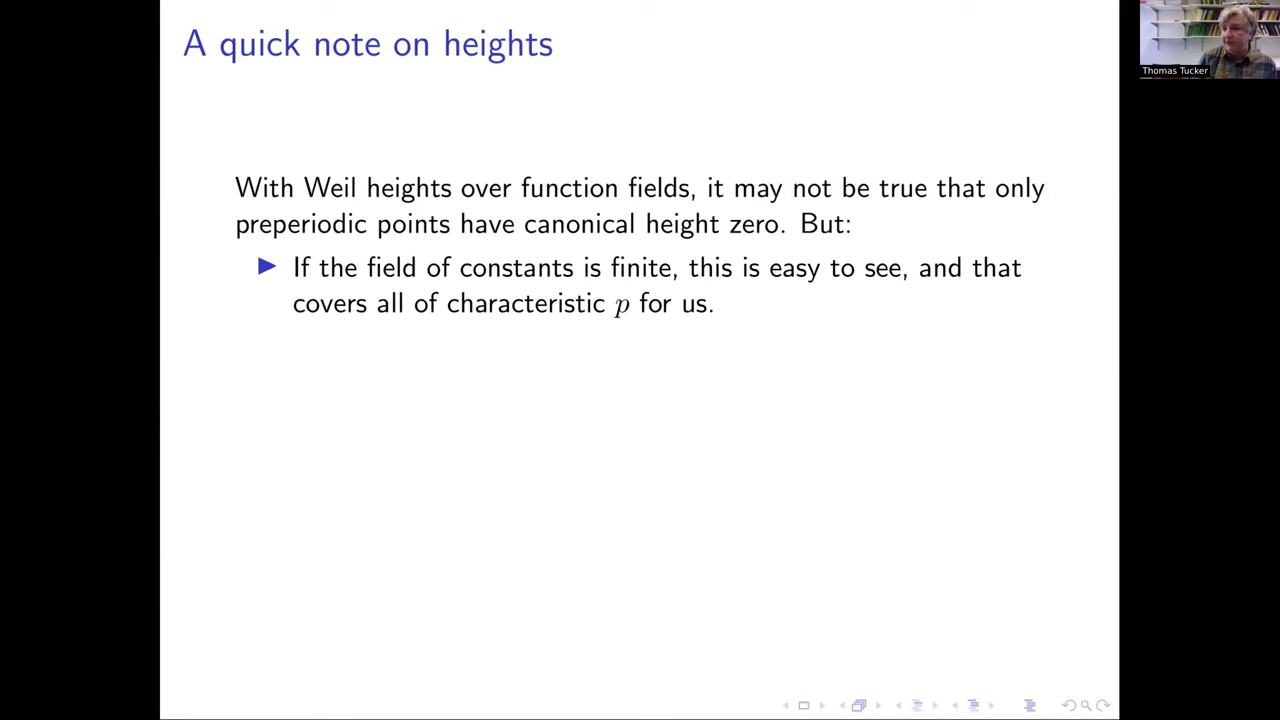 A quick note on heights
Thomas Tucker
With Weil heights over function fields, it may not be true that only
preperiodic points have canonical height zero. But:
▶ If the field of constants is finite, this is easy to see, and that
covers all of characteristic p for us.